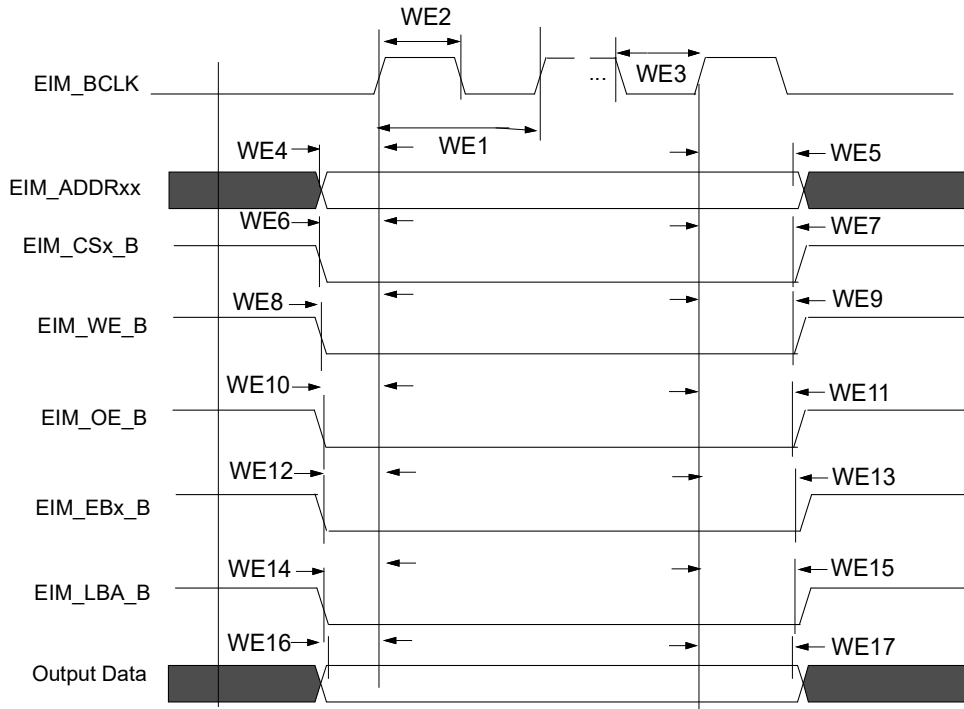 WE2
EIM_BCLK
...
WE3
WE4
WE1
WE5
EIM_ADDRxx
WE6
WE7
EIM_CSx_B
WE8
WE9
EIM_WE_B
WE10
WE11
EIM_OE_B
WE12
WE13
EIM_EBx_B
WE14
WE15
EIM_LBA_B
WE16
WE17
Output Data